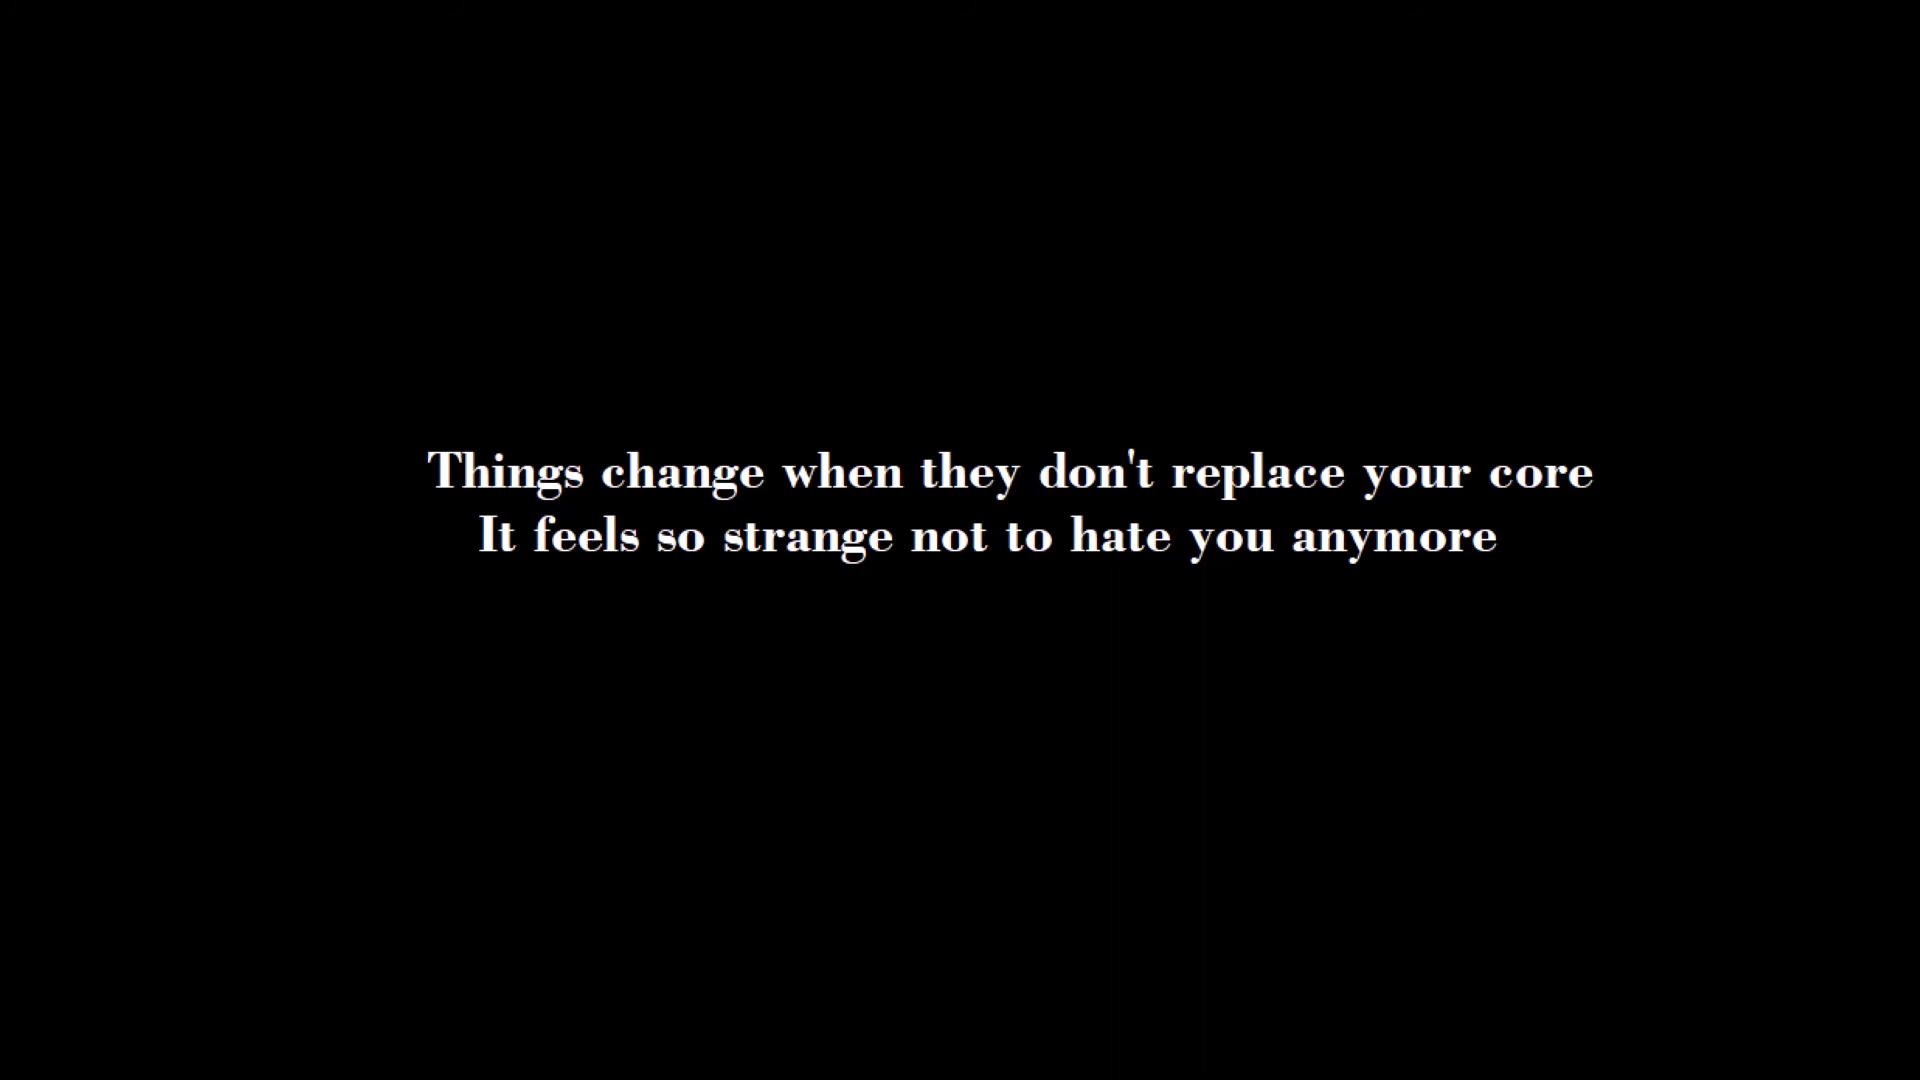 Things change when they don't replace your core
It feels so strange not to hate you anymore